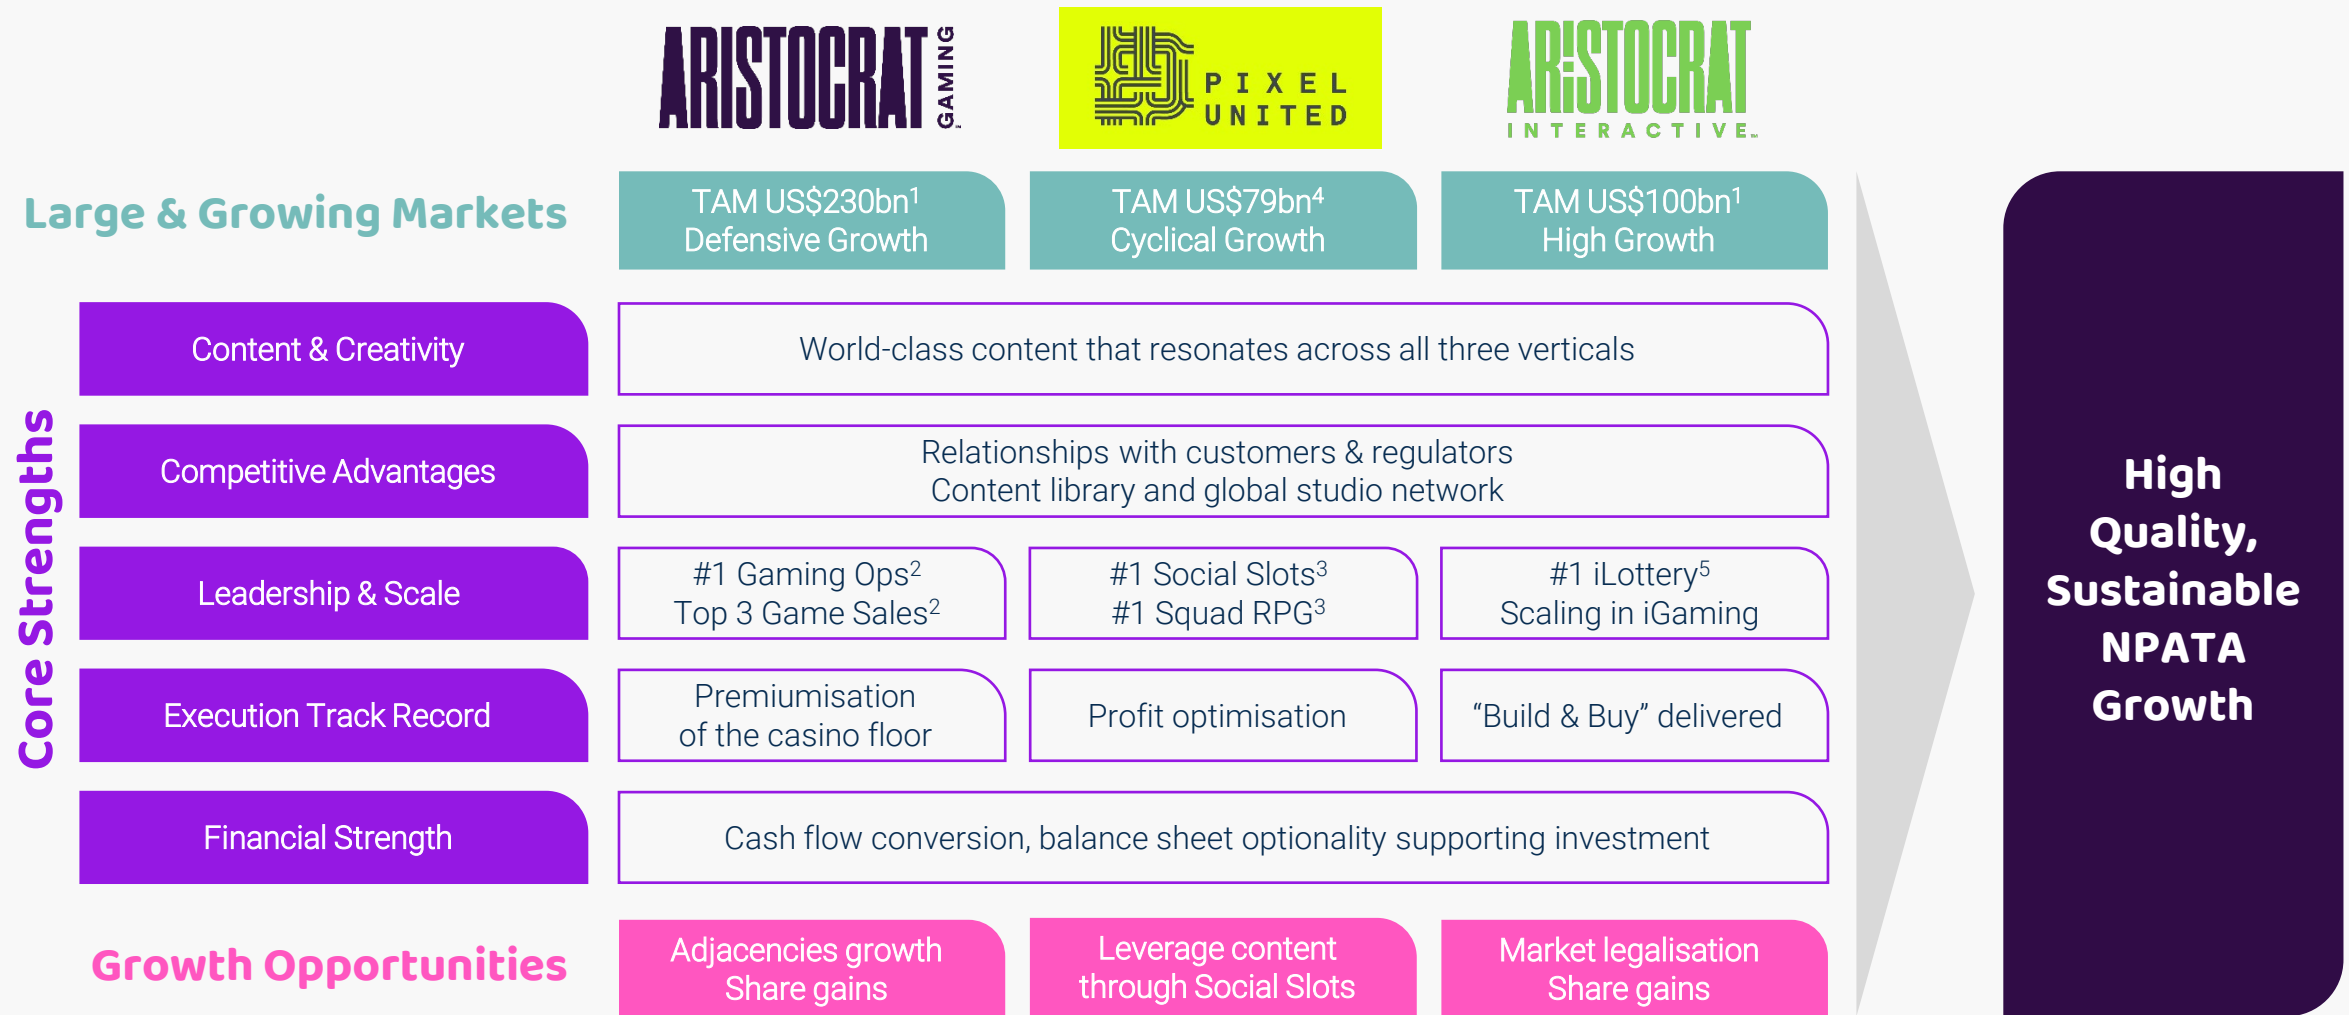 ARISTOCRAT GAMING™
PIXEL
UNITED
ARISTOCRAT
INTERACTIVE™
Large & Growing Markets
TAM US$230bn¹
Defensive Growth
TAM US$79bn⁴
Cyclical Growth
TAM US$100bn¹
High Growth
Core Strengths
Content & Creativity
World-class content that resonates across all three verticals
Competitive Advantages
Relationships with customers & regulators
Content library and global studio network
Leadership & Scale
#1 Gaming Ops²
Top 3 Game Sales²
#1 Social Slots³
#1 Squad RPG³
#1 iLottery⁵
Scaling in iGaming
Execution Track Record
Premiumisation
of the casino floor
Profit optimisation
“Build & Buy” delivered
Financial Strength
Cash flow conversion, balance sheet optionality supporting investment
Growth Opportunities
Adjacencies growth
Share gains
Leverage content
through Social Slots
Market legalisation
Share gains
High
Quality,
Sustainable
NPATA
Growth